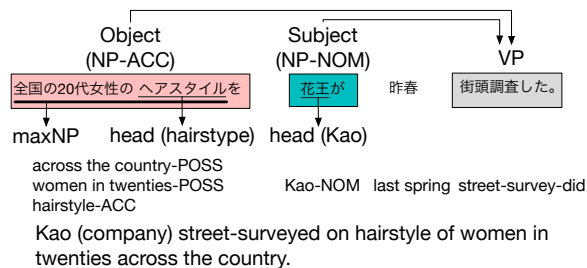 Object
(NP-ACC)
Subject
(NP-NOM)
VP
全国の20代女性の ヘアスタイルを
花王が
昨春
街頭調査した。
maxNP
head (hairstype)
head (Kao)
across the country-POSS
women in twenties-POSS
hairstyle-ACC
Kao-NOM
last spring
street-survey-did
Kao (company) street-surveyed on hairstyle of women in
twenties across the country.